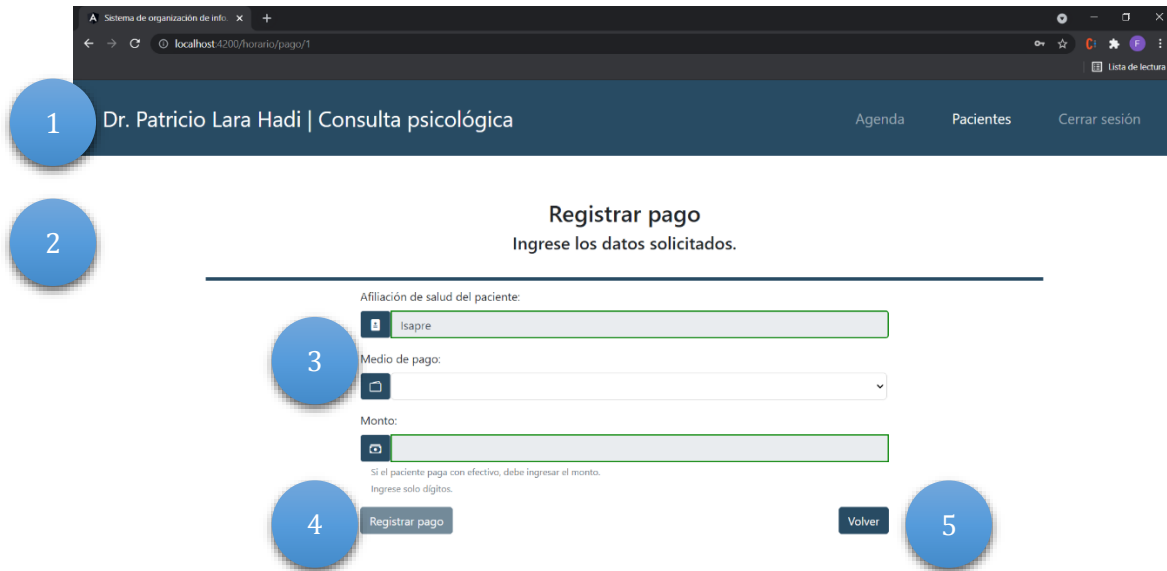 Sistema de organización de info.
localhost:4200/horario/pago/1
F
Lista de lectura
1
Dr. Patricio Lara Hadi | Consulta psicológica
Agenda
Pacientes
Cerrar sesión
2
Registrar pago
Ingrese los datos solicitados.
Afiliación de salud del paciente:
Isapre
3
Medio de pago:
Monto:
Si el paciente paga con efectivo, debe ingresar el monto.
Ingrese solo dígitos.
4
Registrar pago
Volver
5